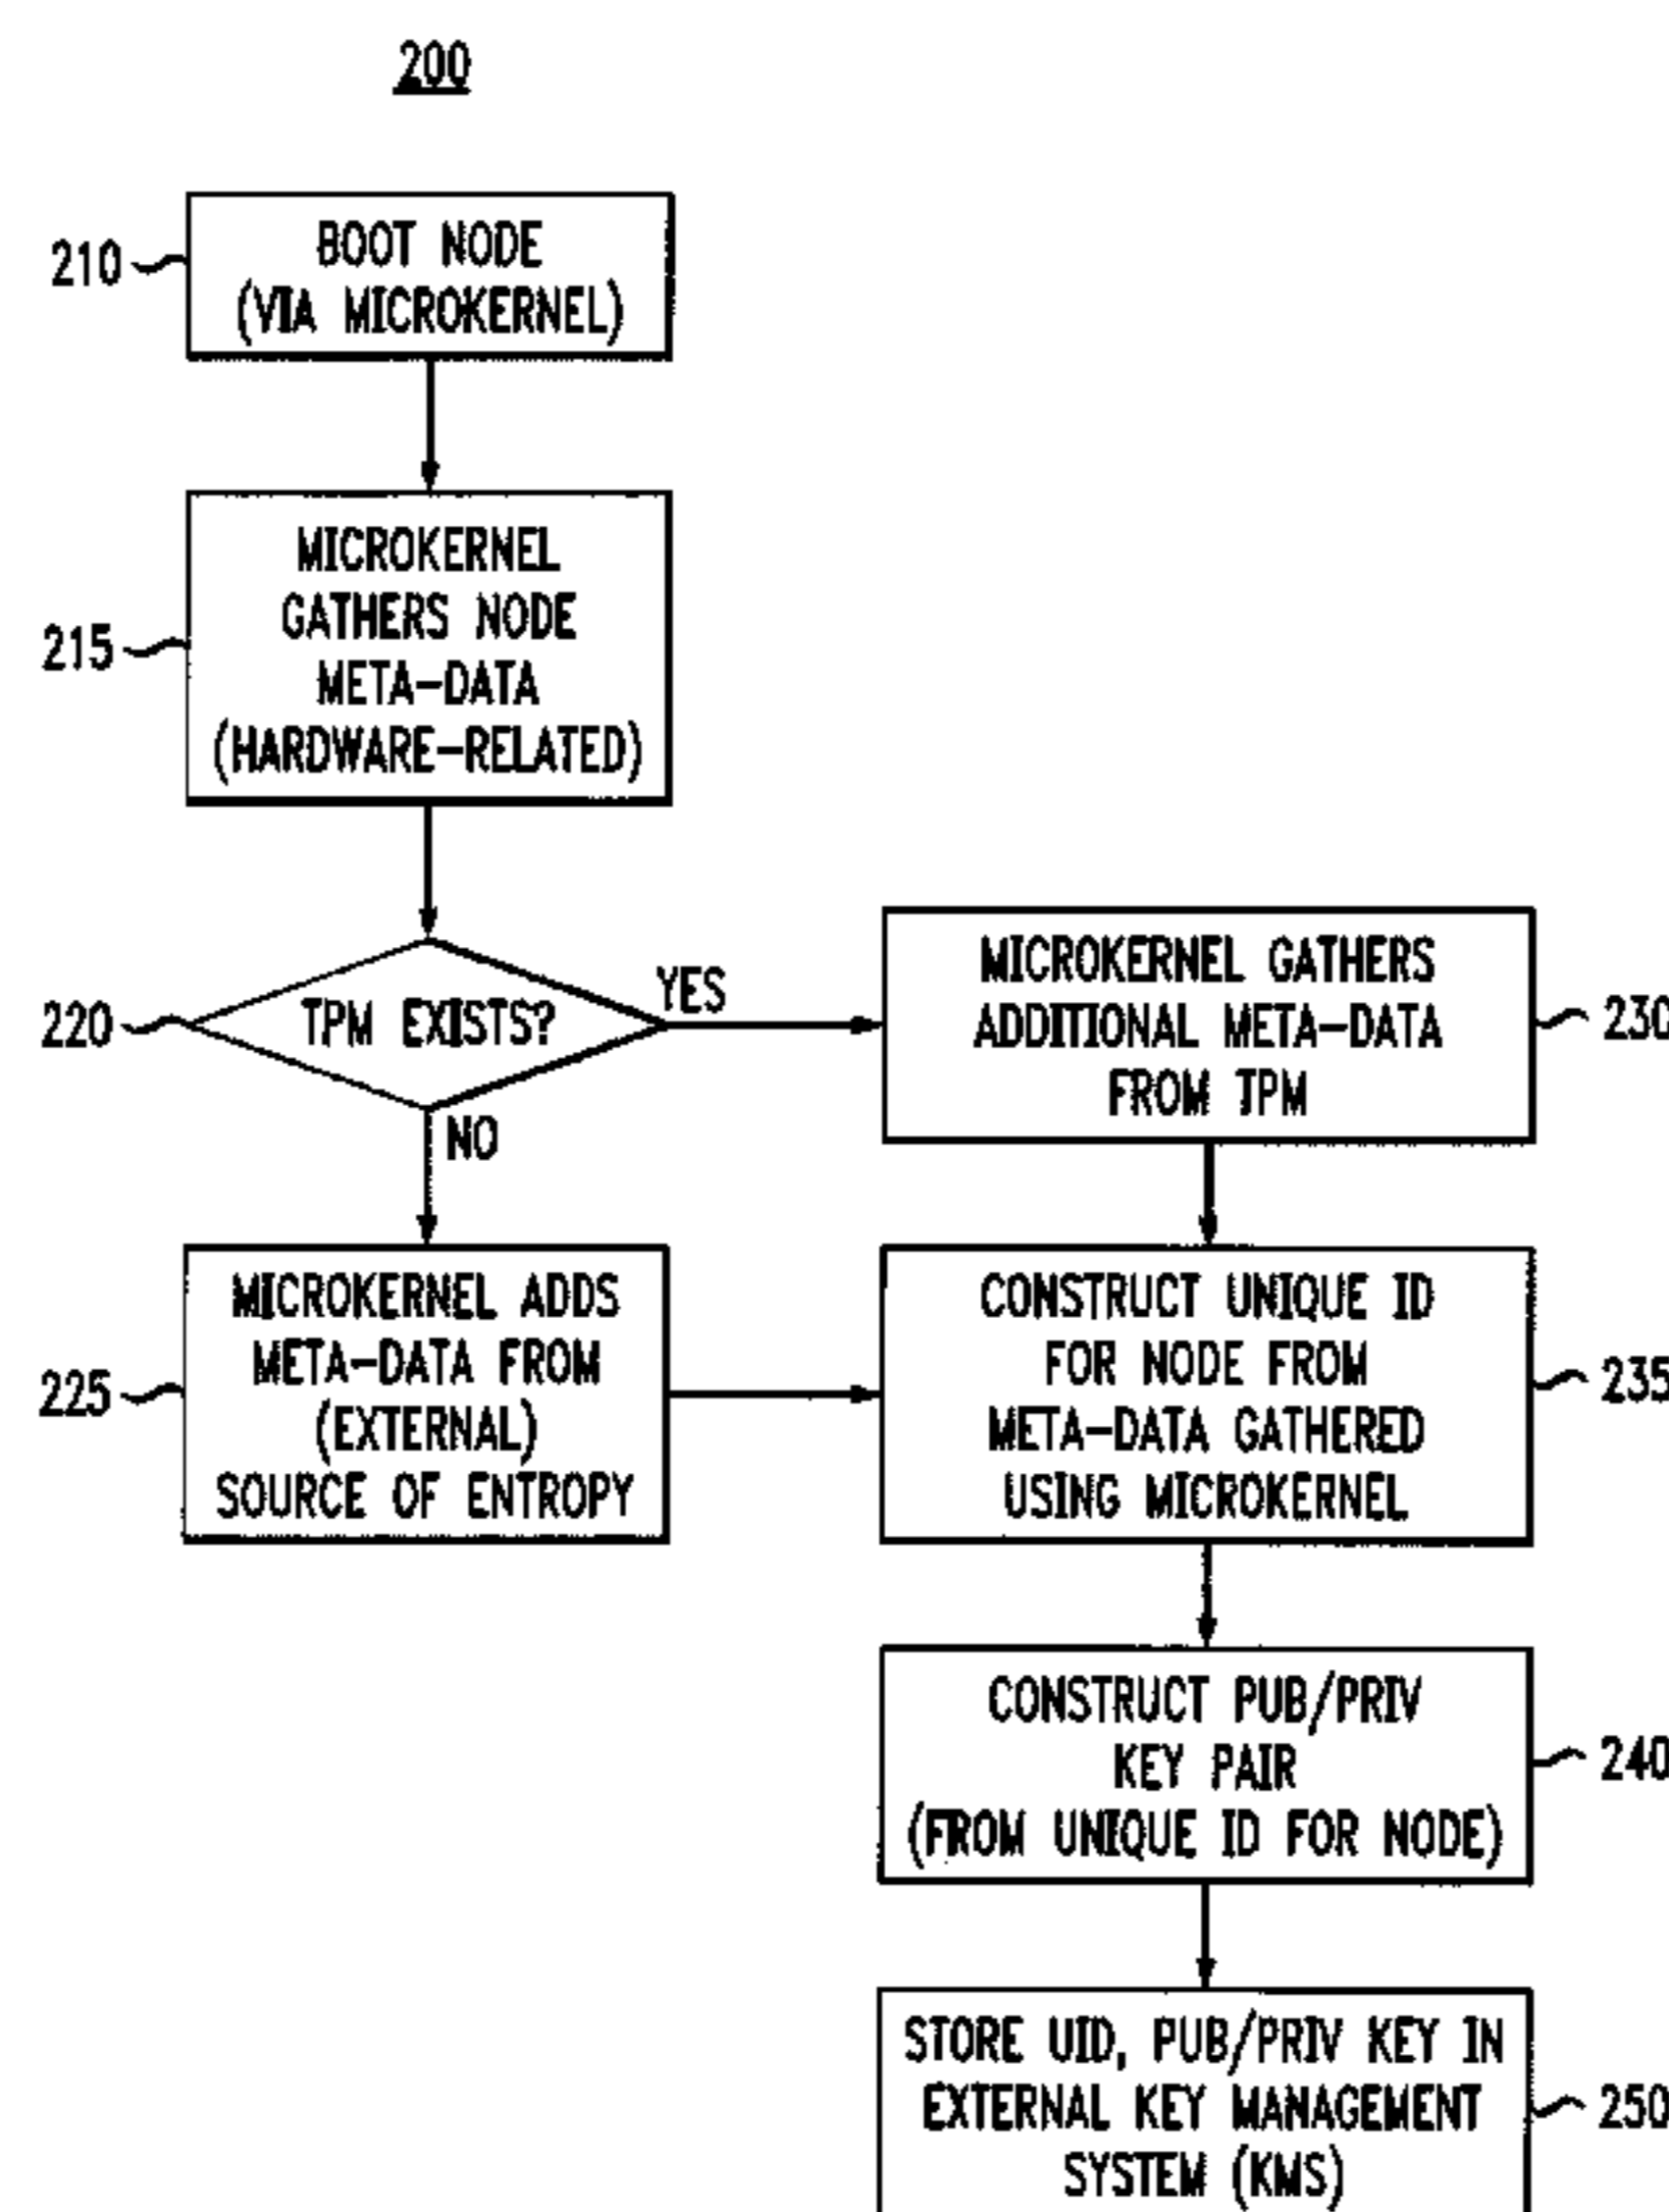 200
210
BOOT NODE
(VIA MICROKERNEL)
215
MICROKERNEL
GATHERS NODE
META-DATA
(HARDWARE-RELATED)
220
TPM EXISTS?
YES
NO
MICROKERNEL GATHERS
ADDITIONAL META-DATA
FROM TPM
230
225
MICROKERNEL ADDS
META-DATA FROM
(EXTERNAL)
SOURCE OF ENTROPY
CONSTRUCT UNIQUE ID
FOR NODE FROM
META-DATA GATHERED
USING MICROKERNEL
235
CONSTRUCT PUB/PRIV
KEY PAIR
(FROM UNIQUE ID FOR NODE)
240
STORE UID, PUB/PRIV KEY IN
EXTERNAL KEY MANAGEMENT
SYSTEM (KMS)
250